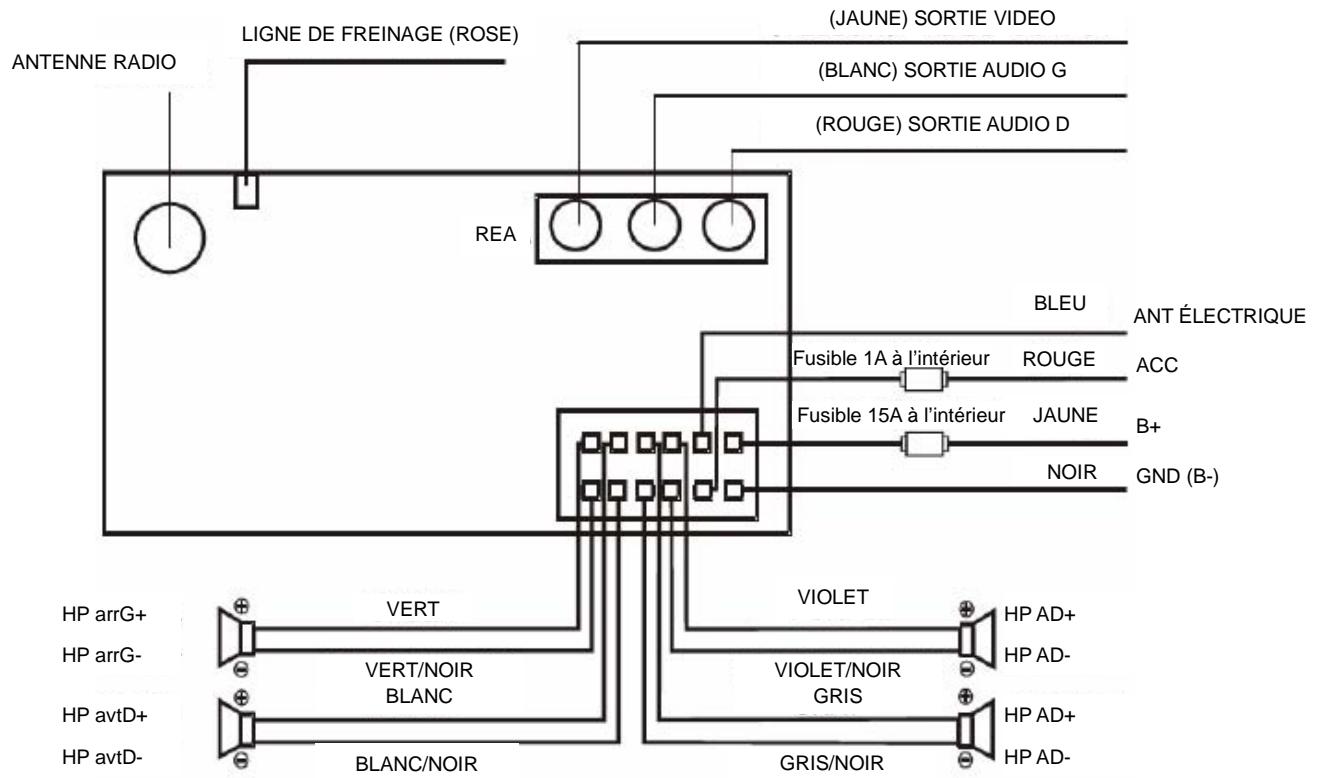 (JAUNE) SORTIE VIDEO
LIGNE DE FREINAGE (ROSE)
ANTENNE RADIO
(BLANC) SORTIE AUDIO G
(ROUGE) SORTIE AUDIO D
REA
BLEU
ANT ÉLECTRIQUE
Fusible 1A à l'intérieur
ROUGE
ACC
Fusible 15A à l'intérieur
JAUNE
B+
NOIR
GND (B-)
HP arrG+
VERT
VIOLET
HP AD+
HP arrG-
VERT/NOIR
VIOLET/NOIR
HP AD-
BLANC
GRIS
HP avtD+
HP AD+
HP avtD-
BLANC/NOIR
GRIS/NOIR
HP AD-